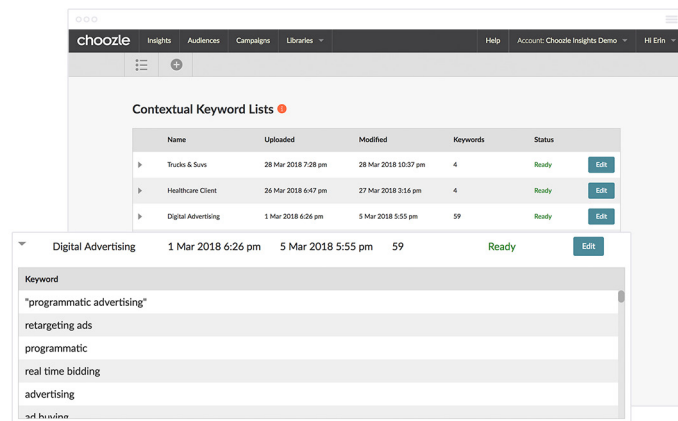 choozle Insights Audiences Campaigns Libraries Help Account: Choozle Insights Demo Hi Erin
Contextual Keyword Lists
Name Uploaded Modified Keywords Status
Trucks & Suvs 28 Mar 2018 7:28 pm 28 Mar 2018 10:37 pm 4 Ready Edit
Healthcare Client 26 Mar 2018 6:47 pm 27 Mar 2018 3:16 pm 4 Ready Edit
Digital Advertising 1 Mar 2018 6:26 pm 5 Mar 2018 5:55 pm 59 Ready Edit
Digital Advertising 1 Mar 2018 6:26 pm 5 Mar 2018 5:55 pm 59 Ready Edit
Keyword
"programmatic advertising"
retargeting ads
programmatic
real time bidding
advertising
ad buying